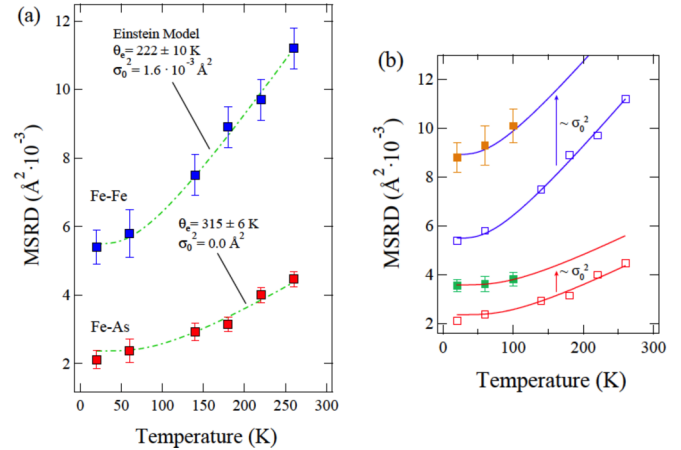 (a)
12
10
8
6
4
2
MSRD (Å²·10⁻³)
Einstein Model
θₑ= 222 ± 10 K
σ₀²= 1.6 · 10⁻³ Å²
Fe-Fe
θₑ= 315 ± 6 K
σ₀²= 0.0 Å²
Fe-As
0 50 100 150 200 250 300
Temperature (K)
(b)
12
10
8
6
4
2
MSRD (Å²·10⁻³)
~ σ₀²
~ σ₀²
0 100 200 300
Temperature (K)